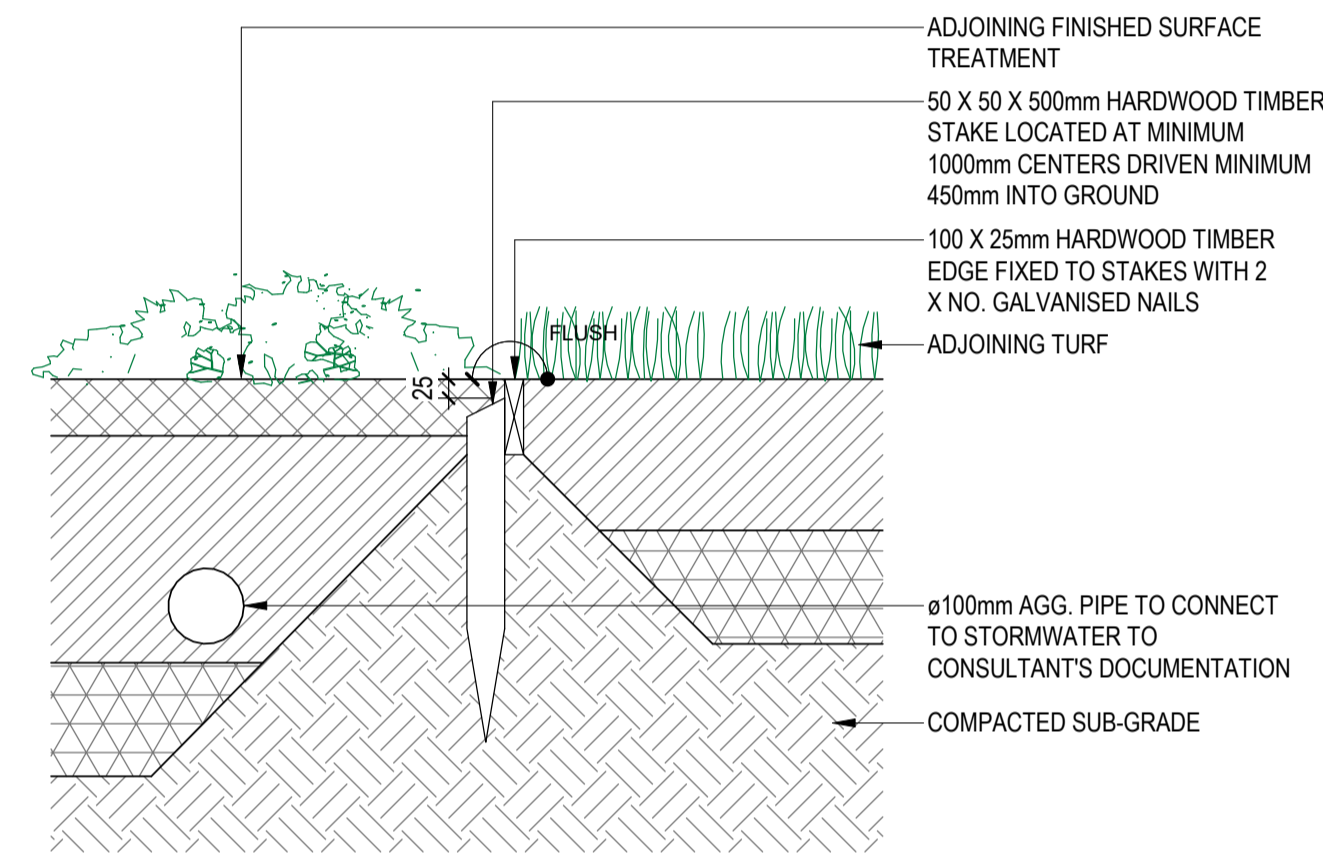 ADJOINING FINISHED SURFACE
TREATMENT
50 X 50 X 500mm HARDWOOD TIMBER
STAKE LOCATED AT MINIMUM
1000mm CENTERS DRIVEN MINIMUM
450mm INTO GROUND
100 X 25mm HARDWOOD TIMBER
EDGE FIXED TO STAKES WITH 2
X NO. GALVANISED NAILS
FLUSH
ADJOINING TURF
25
ø100mm AGG. PIPE TO CONNECT
TO STORMWATER TO
CONSULTANT'S DOCUMENTATION
COMPACTED SUB-GRADE